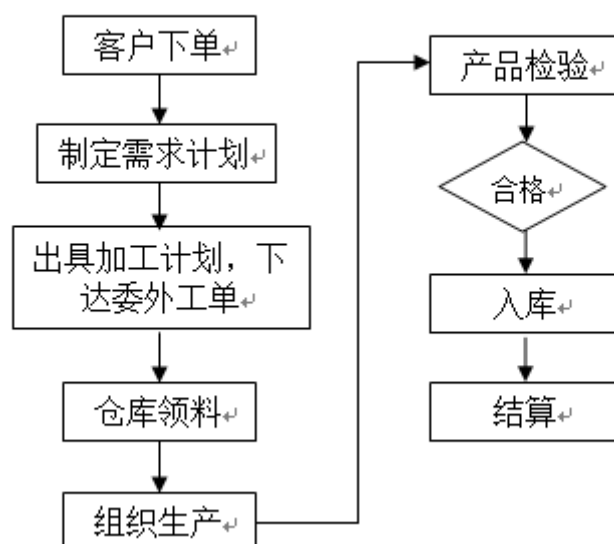 客户下单
制定需求计划
出具加工计划，下
达委外工单
仓库领料
组织生产
产品检验
合格
入库
结算